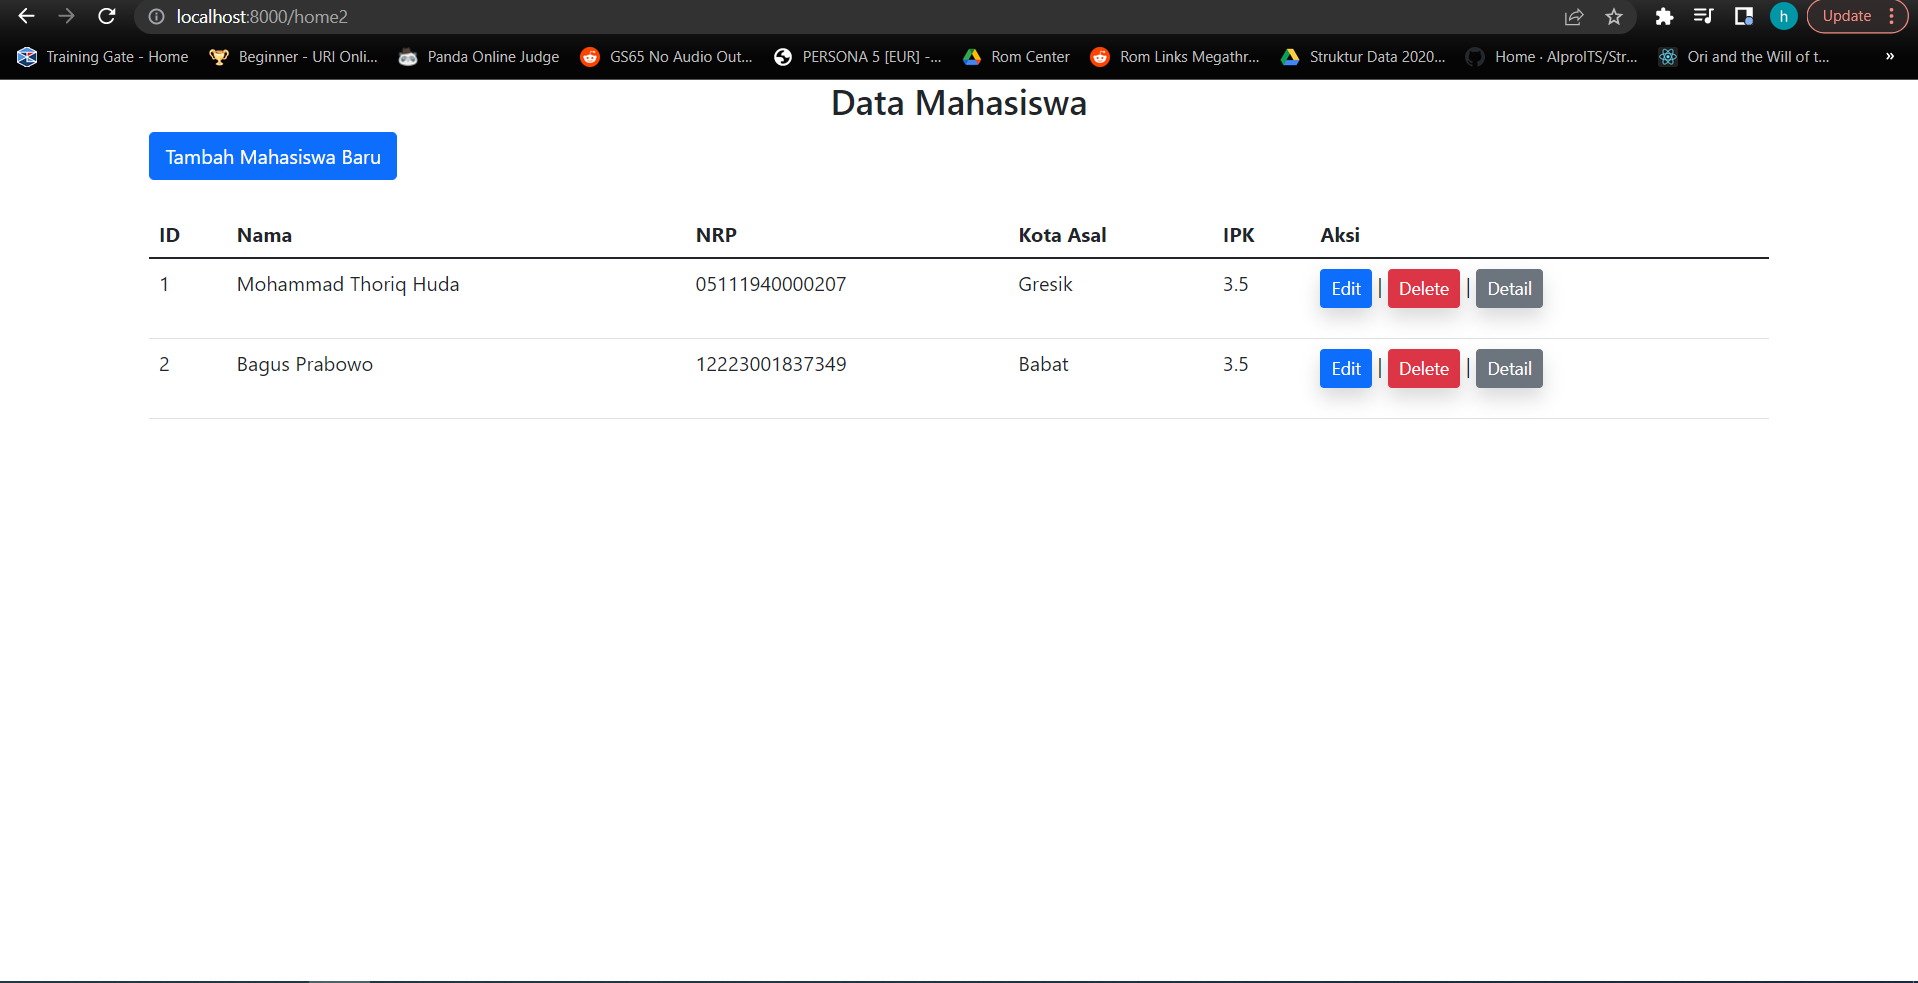 localhost:8000/home2 h Update
Training Gate - Home Beginner - URI Onli... Panda Online Judge GS65 No Audio Out... PERSONA 5 [EUR] -... Rom Center Rom Links Megathr... Struktur Data 2020... Home · AlproITS/Str... Ori and the Will of t... »
Data Mahasiswa
Tambah Mahasiswa Baru
ID Nama NRP Kota Asal IPK Aksi
1 Mohammad Thoriq Huda 05111940000207 Gresik 3.5 Edit | Delete | Detail
2 Bagus Prabowo 12223001837349 Babat 3.5 Edit | Delete | Detail